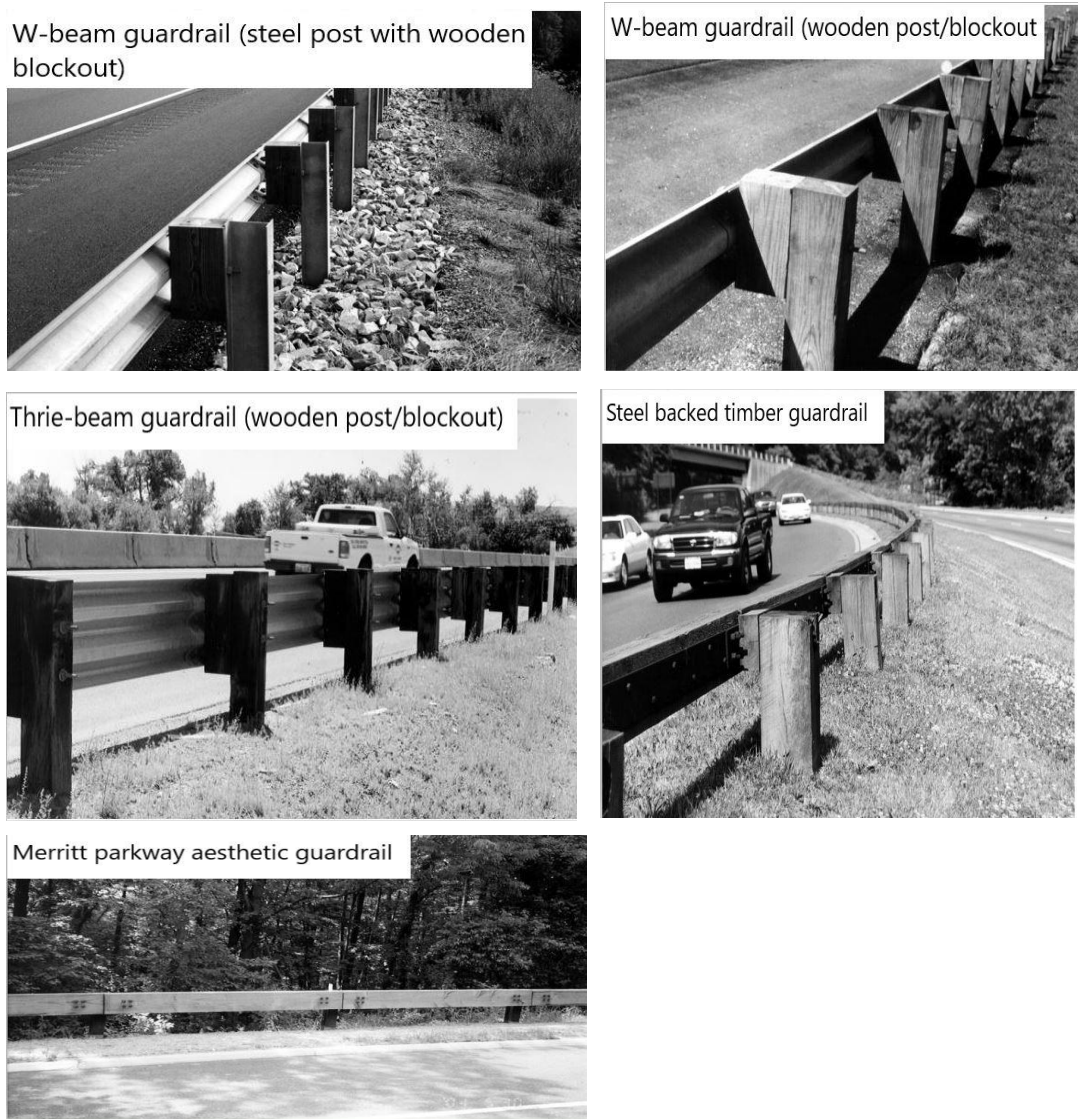 W-beam guardrail (steel post with wooden
blockout)
W-beam guardrail (wooden post/blockout
Thrie-beam guardrail (wooden post/blockout)
Steel backed timber guardrail
Merritt parkway aesthetic guardrail